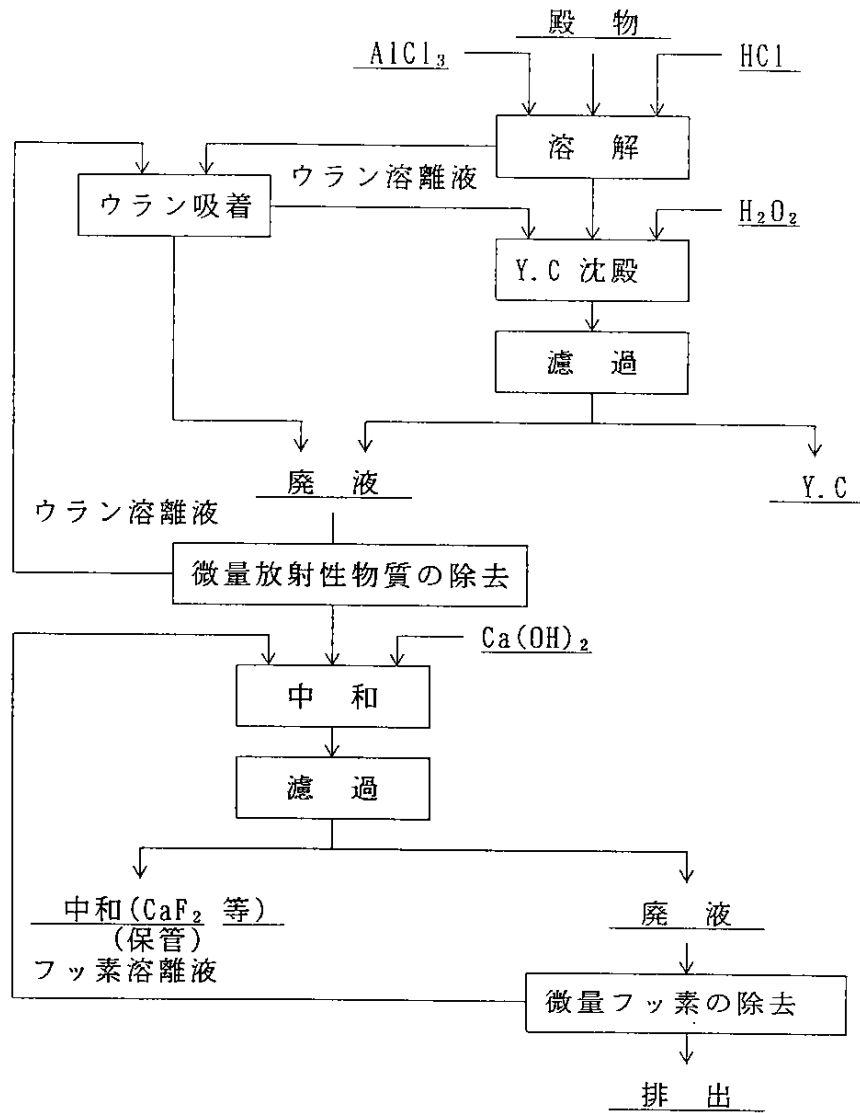 殿 物
AlCl₃
HCl
溶 解
ウラン溶離液
ウラン吸着
H₂O₂
Y.C 沈殿
濾 過
廃 液
Y.C
ウラン溶離液
微量放射性物質の除去
Ca(OH)₂
中 和
濾 過
中和(CaF₂ 等)
(保管)
廃 液
フッ素溶離液
微量フッ素の除去
排 出